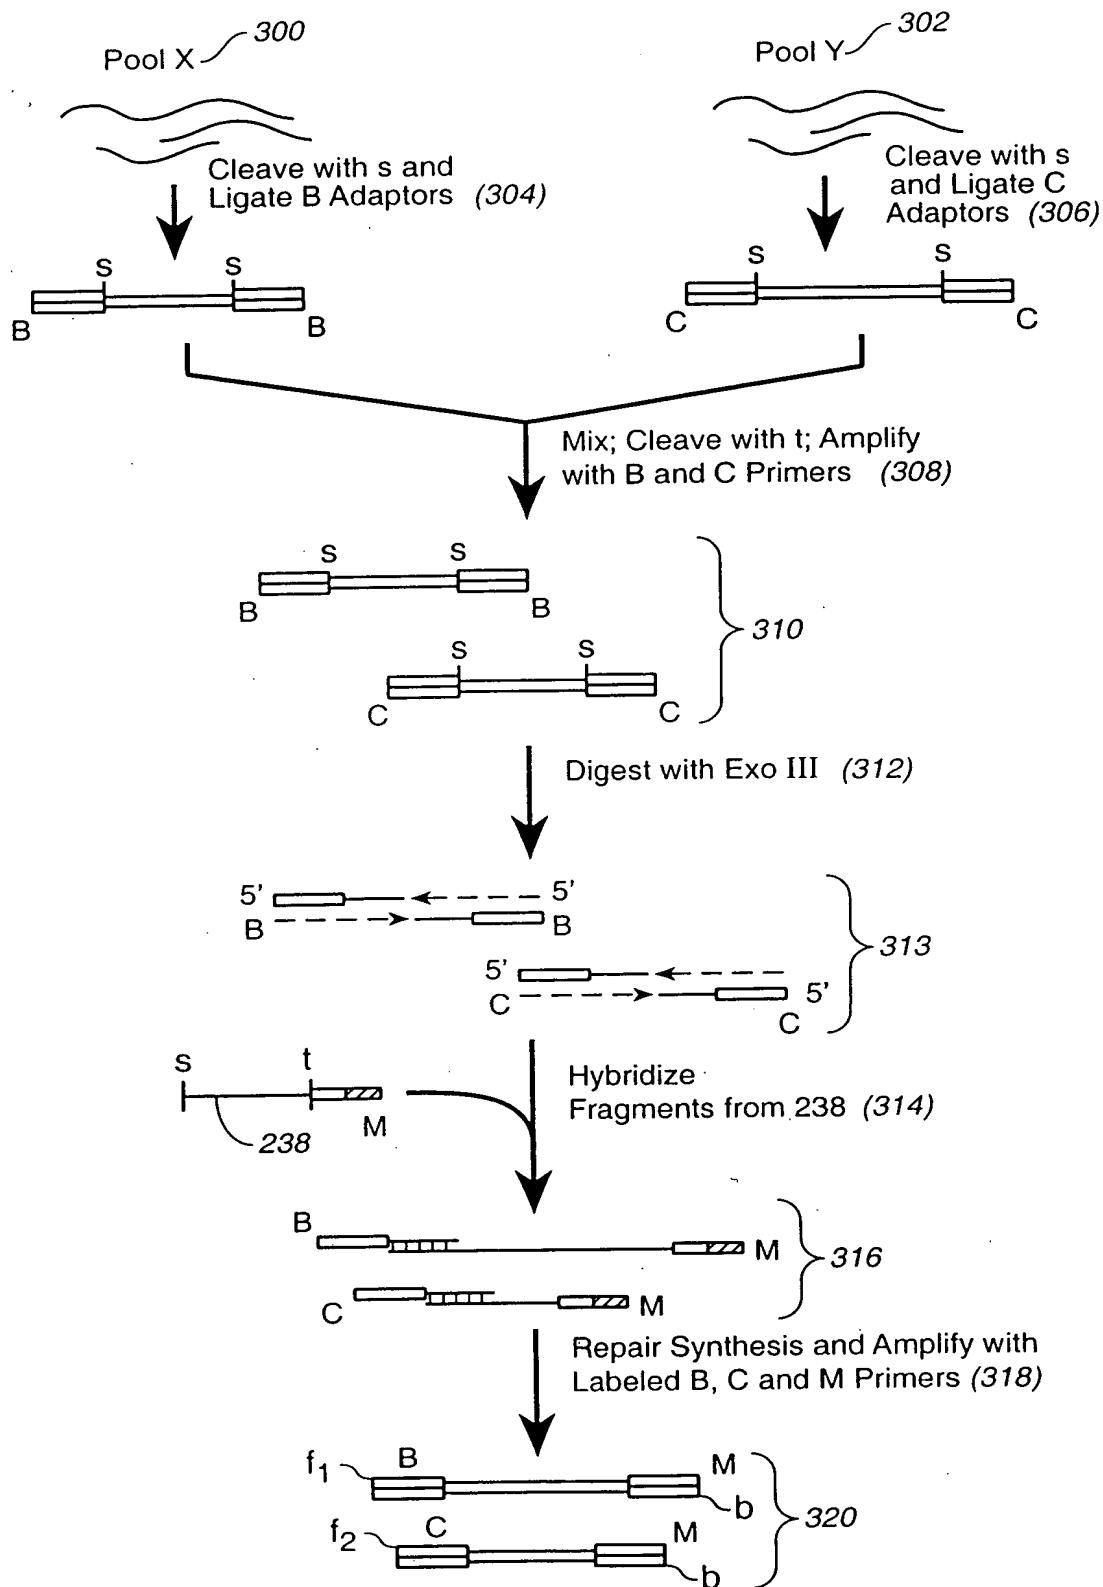 Pool X 300
Pool Y 302
Cleave with s and
Ligate B Adaptors (304)
Cleave with s
and Ligate C
Adaptors (306)
s s
B B
s s
C C
Mix; Cleave with t; Amplify
with B and C Primers (308)
s s
B B
s s
C C
310
Digest with Exo III (312)
5' 5'
B B
5' 5'
C C
313
s t
M
238
Hybridize
Fragments from 238 (314)
B M
C M
316
Repair Synthesis and Amplify with
Labeled B, C and M Primers (318)
f1 B M
b
f2 C M
b
320